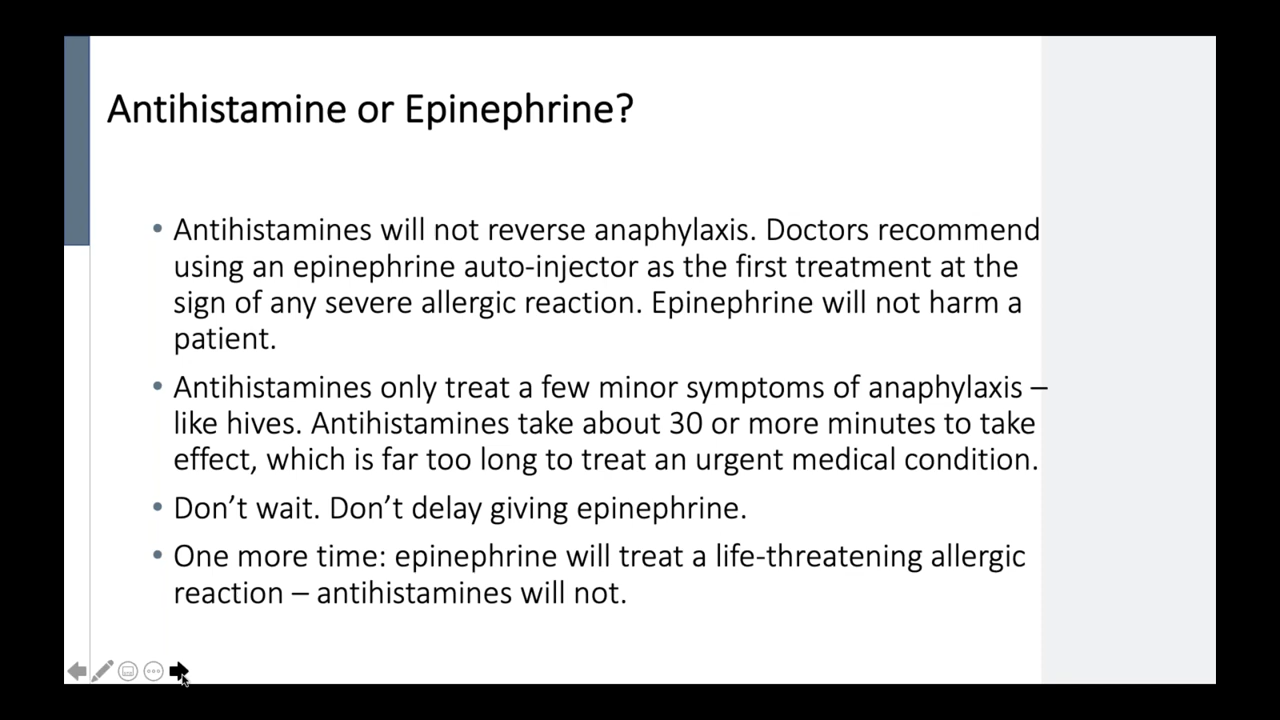 Antihistamine or Epinephrine?
• Antihistamines will not reverse anaphylaxis. Doctors recommend
using an epinephrine auto-injector as the first treatment at the
sign of any severe allergic reaction. Epinephrine will not harm a
patient.
• Antihistamines only treat a few minor symptoms of anaphylaxis –
like hives. Antihistamines take about 30 or more minutes to take
effect, which is far too long to treat an urgent medical condition.
• Don’t wait. Don’t delay giving epinephrine.
• One more time: epinephrine will treat a life-threatening allergic
reaction – antihistamines will not.